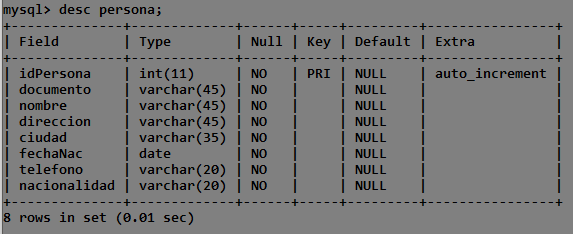 mysql> desc persona;
+--------------+-------------+------+-----+---------+----------------+
| Field        | Type        | Null | Key | Default | Extra          |
+--------------+-------------+------+-----+---------+----------------+
| idPersona    | int(11)     | NO   | PRI | NULL    | auto_increment |
| documento    | varchar(45) | NO   |     | NULL    |                |
| nombre       | varchar(45) | NO   |     | NULL    |                |
| direccion    | varchar(45) | NO   |     | NULL    |                |
| ciudad       | varchar(35) | NO   |     | NULL    |                |
| fechaNac     | date        | NO   |     | NULL    |                |
| telefono     | varchar(20) | NO   |     | NULL    |                |
| nacionalidad | varchar(20) | NO   |     | NULL    |                |
+--------------+-------------+------+-----+---------+----------------+
8 rows in set (0.01 sec)